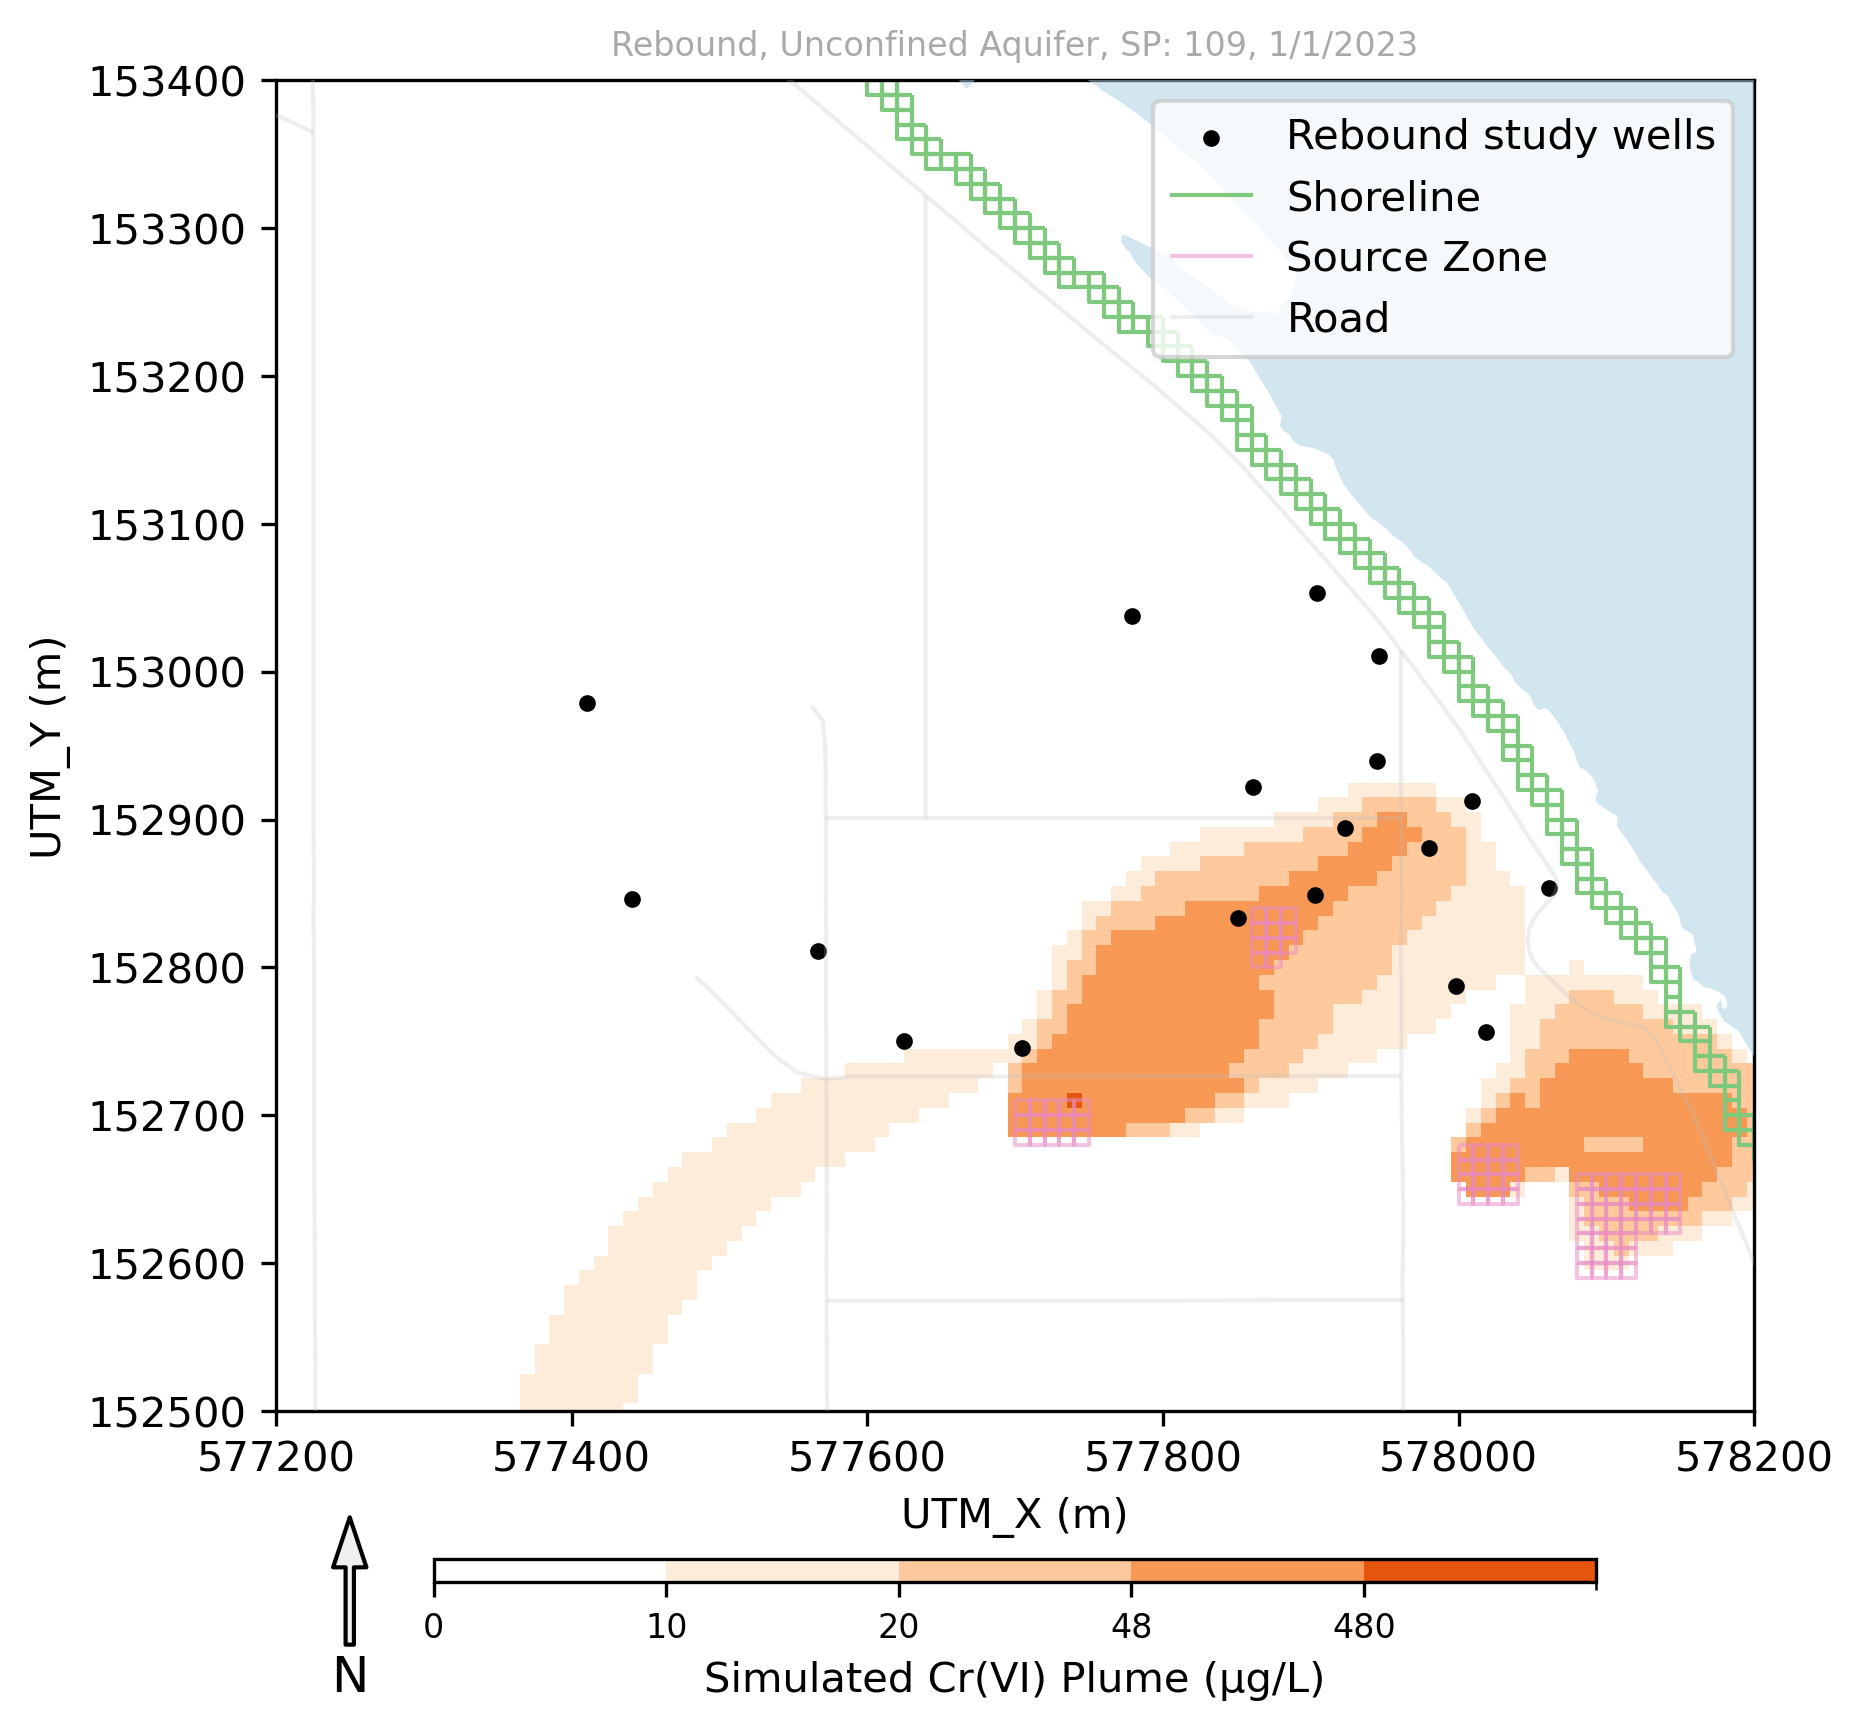 Rebound, Unconfined Aquifer, SP: 109, 1/1/2023
Rebound study wells
Shoreline
Source Zone
Road
153400
153300
153200
153100
153000
152900
152800
152700
152600
152500
UTM_Y (m)
577200 577400 577600 577800 578000 578200
UTM_X (m)
N
0 10 20 48 480
Simulated Cr(VI) Plume (μg/L)